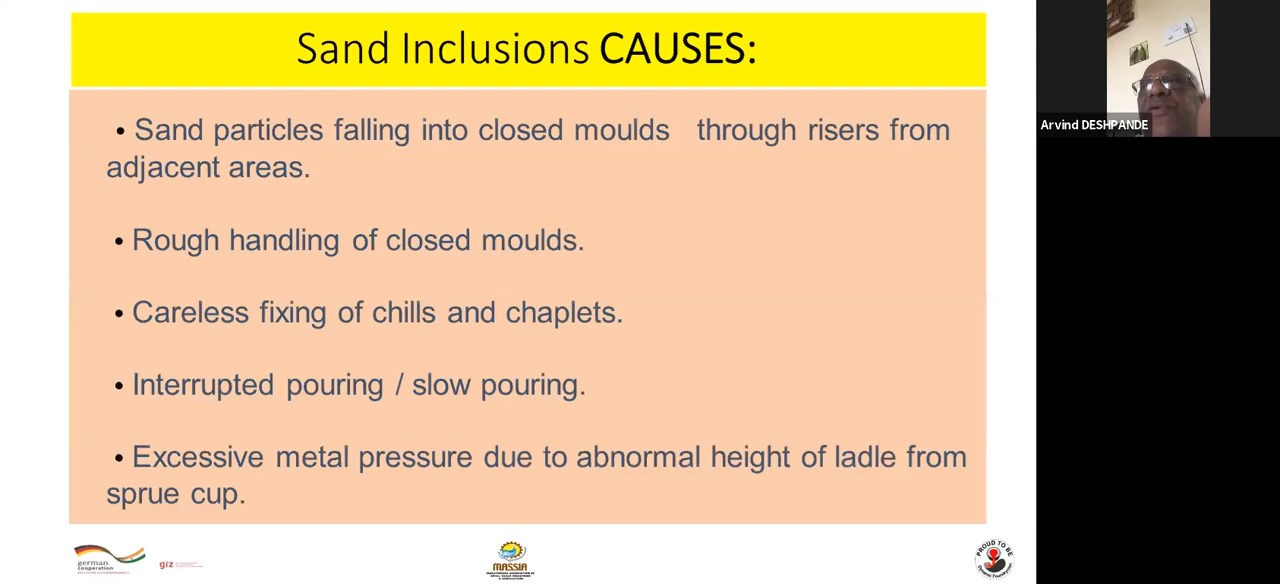 Sand Inclusions CAUSES:
• Sand particles falling into closed moulds through risers from
adjacent areas.
• Rough handling of closed moulds.
• Careless fixing of chills and chaplets.
• Interrupted pouring / slow pouring.
• Excessive metal pressure due to abnormal height of ladle from
sprue cup.
Arvind DESHPANDE
german
cooperation
giz
MASSIA
PROUD TO BE